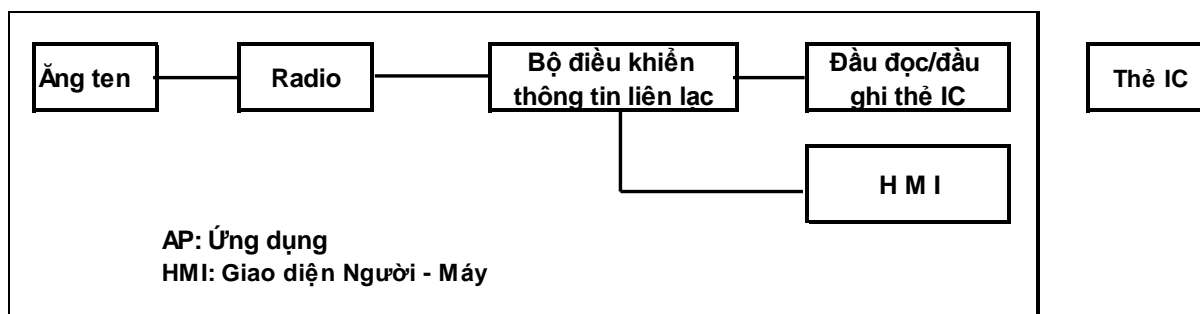 Ăng ten
Radio
Bộ điều khiển
thông tin liên lạc
Đầu đọc/đầu
ghi thẻ IC
Thẻ IC
H M I
AP: Ứng dụng
HMI: Giao diện Người - Máy